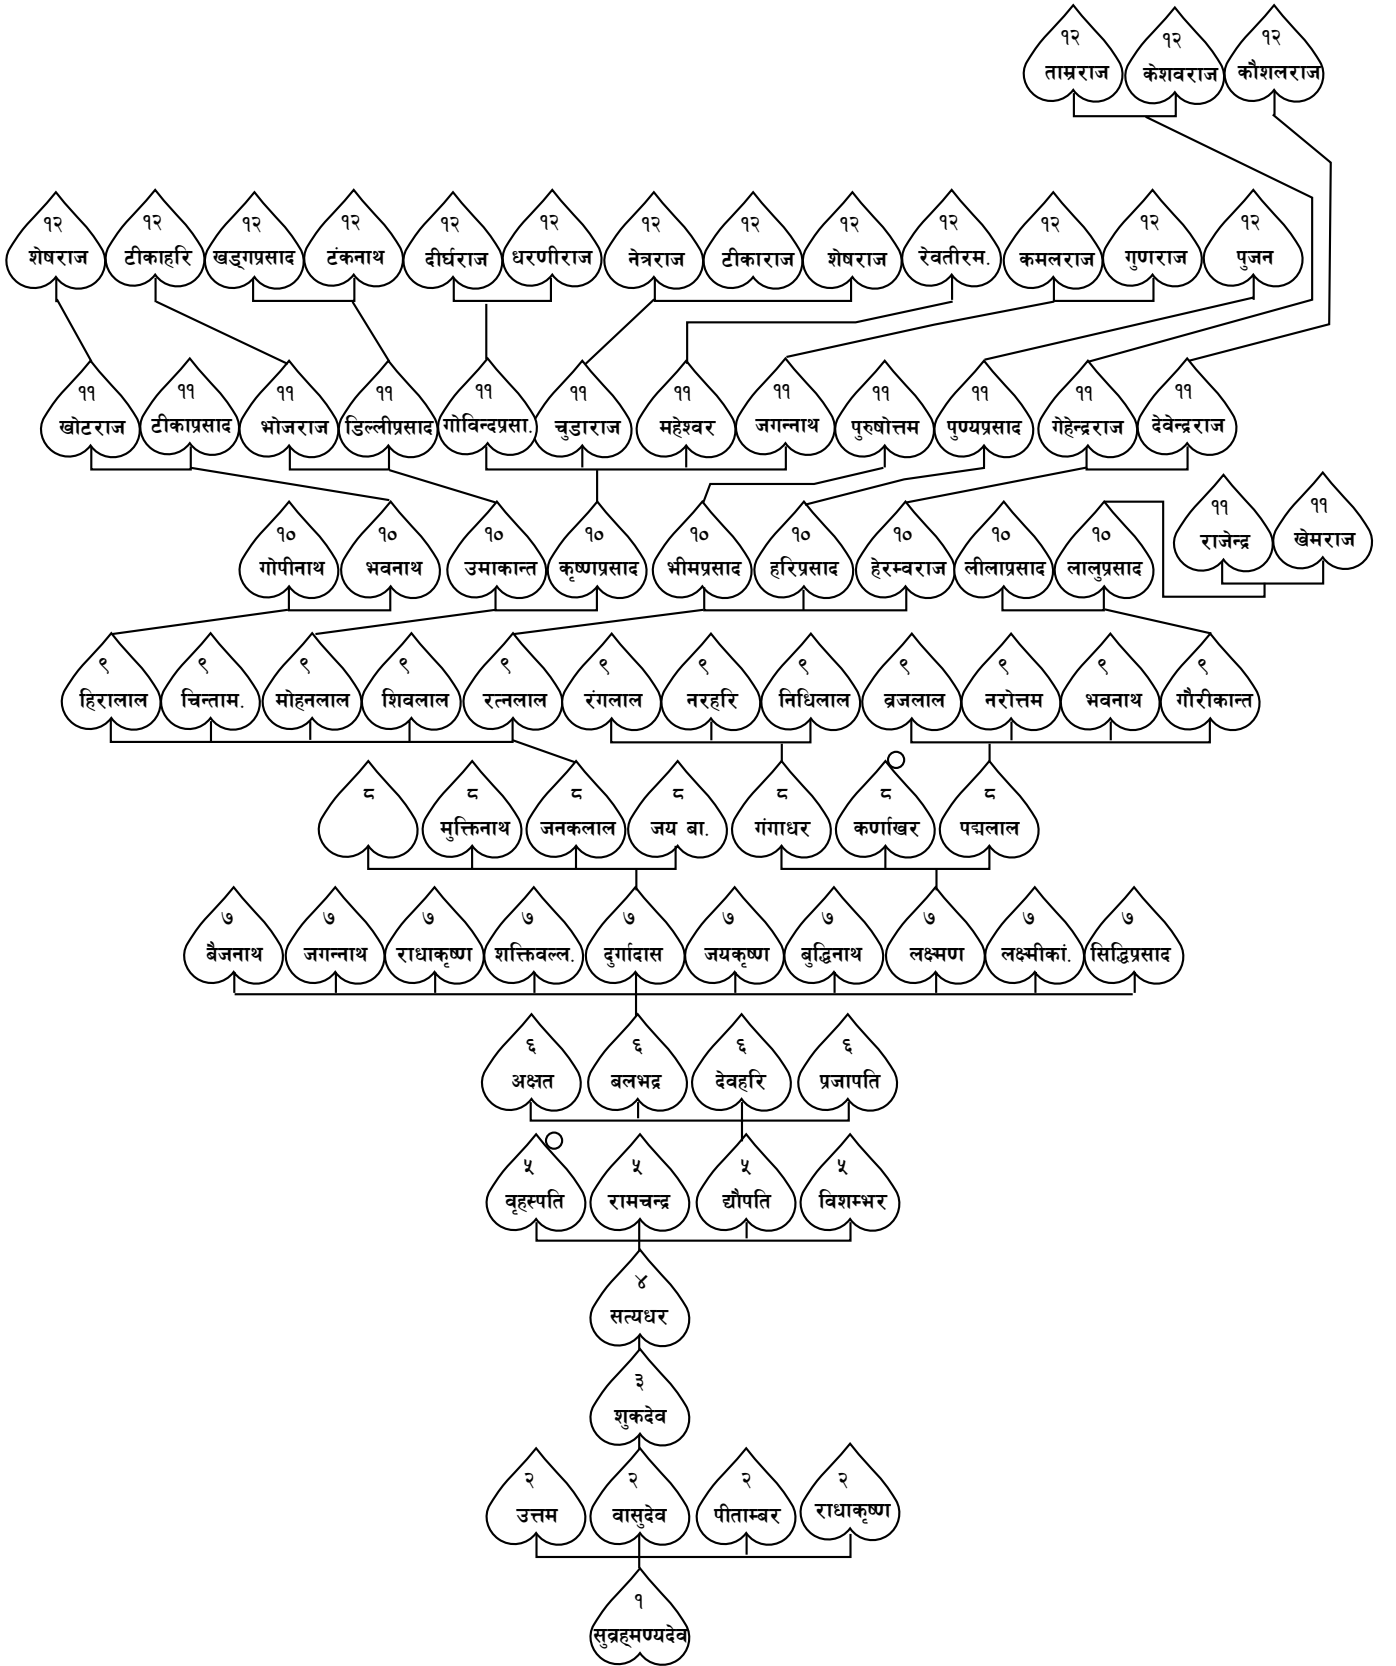 १२ १२ १२
ताम्रराज केशवराज कौशलराज
१२ १२ १२ १२ १२ १२ १२ १२ १२ १२ १२ १२ १२
शेषराज टीकाहरि खड्गप्रसाद टंकनाथ दीर्घराज धरणीराज नेत्रराज टीकाराज शेषराज रेवतीरम. कमलराज गुणराज पुजन
११ ११ ११ ११ ११ ११ ११ ११ ११ ११ ११ ११
खोटराज टीकाप्रसाद भोजराज डिल्लीप्रसाद गोविन्दप्रसा. चुडाराज महेश्वर जगन्नाथ पुरुषोत्तम पुण्यप्रसाद गेहेन्द्रराज देवेन्द्रराज
११ ११
राजेन्द्र खेमराज
१० १० १० १० १० १० १० १० १०
गोपीनाथ भवनाथ उमाकान्त कृष्णप्रसाद भीमप्रसाद हरिप्रसाद हेरम्वराज लीलाप्रसाद लालुप्रसाद
९ ९ ९ ९ ९ ९ ९ ९ ९ ९ ९ ९
हिरालाल चिन्ताम. मोहनलाल शिवलाल रत्नलाल रंगलाल नरहरि निधिलाल व्रजलाल नरोत्तम भवनाथ गौरीकान्त
८ ८ ८ ८ ८ ८ ८
मुक्तिनाथ जनकलाल जय बा. गंगाधर कर्णाखर पद्मलाल
७ ७ ७ ७ ७ ७ ७ ७ ७ ७
बैजनाथ जगन्नाथ राधाकृष्ण शक्तिवल्ल. दुर्गादास जयकृष्ण बुद्धिनाथ लक्ष्मण लक्ष्मीकां. सिद्धिप्रसाद
६ ६ ६ ६
अक्षत बलभद्र देवहरि प्रजापति
५ ५ ५ ५
वृहस्पति रामचन्द्र द्यौपति विशम्भर
४
सत्यधर
३
शुकदेव
२ २ २ २
उत्तम वासुदेव पीताम्बर राधाकृष्ण
१
सुव्रह्मण्यदेव